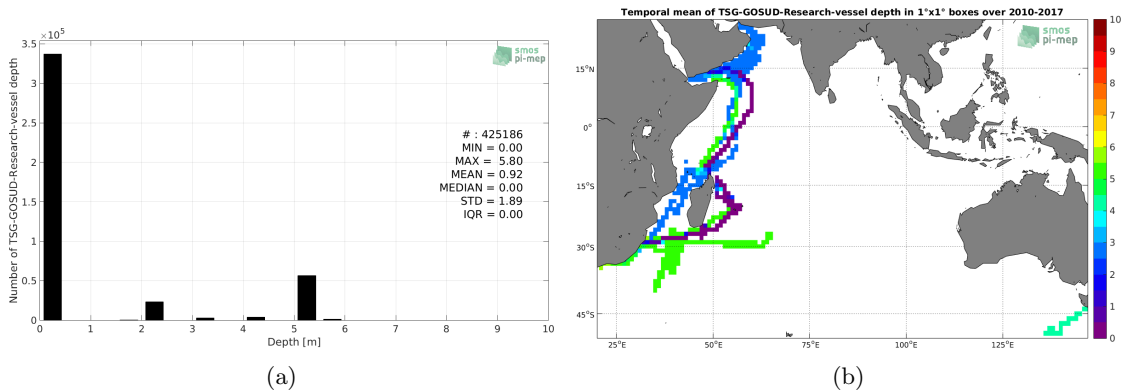 ×10⁵
3.5
3
2.5
2
1.5
1
0.5
0
Number of TSG-GOSUD-Research-vessel depth
smos
pi-mep
# : 425186
MIN = 0.00
MAX = 5.80
MEAN = 0.92
MEDIAN = 0.00
STD = 1.89
IQR = 0.00
0 1 2 3 4 5 6 7 8 9 10
Depth [m]
(a)
Temporal mean of TSG-GOSUD-Research-vessel depth in 1°x1° boxes over 2010-2017
smos
pi-mep
15°N
0°
15°S
30°S
45°S
25°E 50°E 75°E 100°E 125°E
10
9
8
7
6
5
4
3
2
1
0
(b)